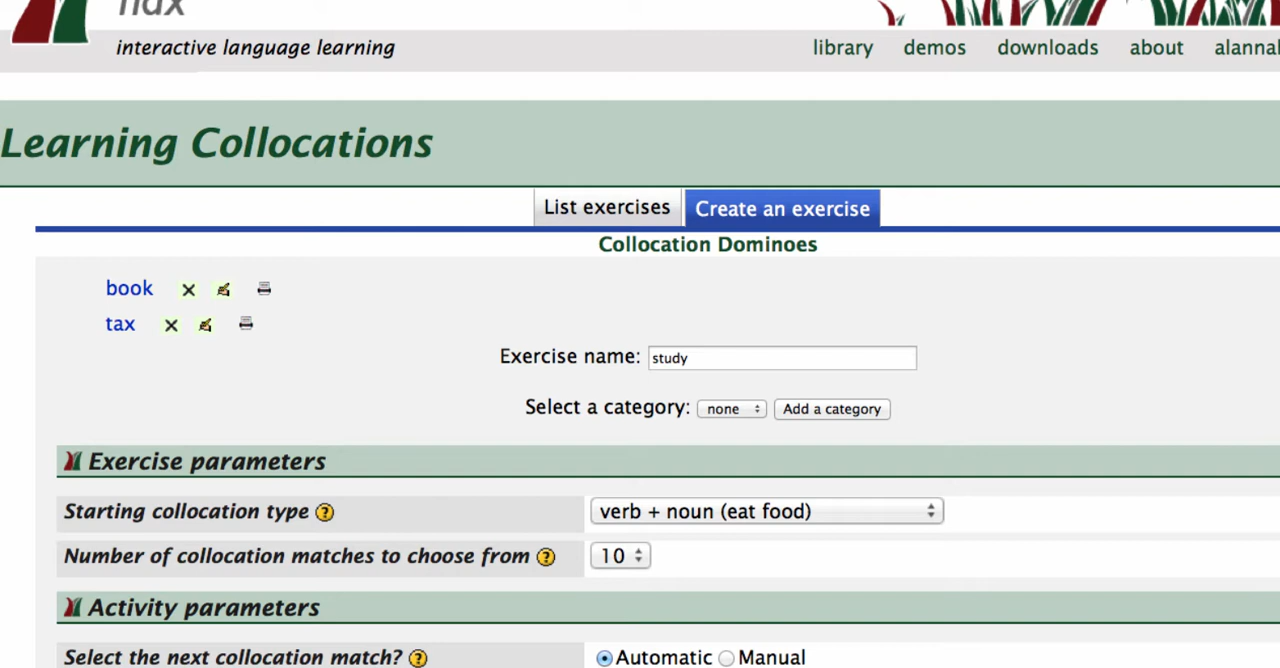 flax
interactive language learning
library demos downloads about alannah
Learning Collocations
List exercises Create an exercise
Collocation Dominoes
book
tax
Exercise name: study
Select a category: none Add a category
Exercise parameters
Starting collocation type ? verb + noun (eat food)
Number of collocation matches to choose from ? 10
Activity parameters
Select the next collocation match? ? Automatic Manual